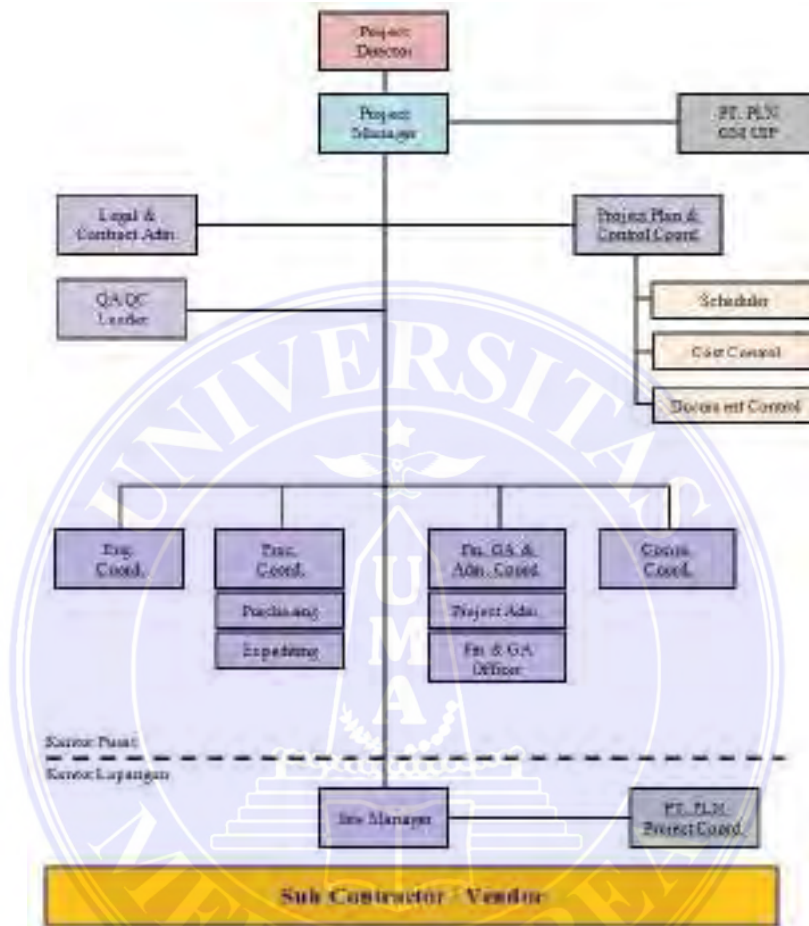 Project
Director
Project
Manager
PT. PLN
Legal &
Contract Adm.
Project Plan &
Control Coord.
QA/QC
Leader
Scheduler
Cost Control
Document Control
UNIVERSITAS
Eng.
Coord.
Proc.
Coord.
Fin. GA &
Adm. Coord.
Coord.
Purchasing
Project Adm.
Expediting
Fin & GA
Officer
UMA
Kantor Pusat
Kantor Lapangan
Site Manager
PT. PLN
Project Coord.
Sub Contractor / Vendor